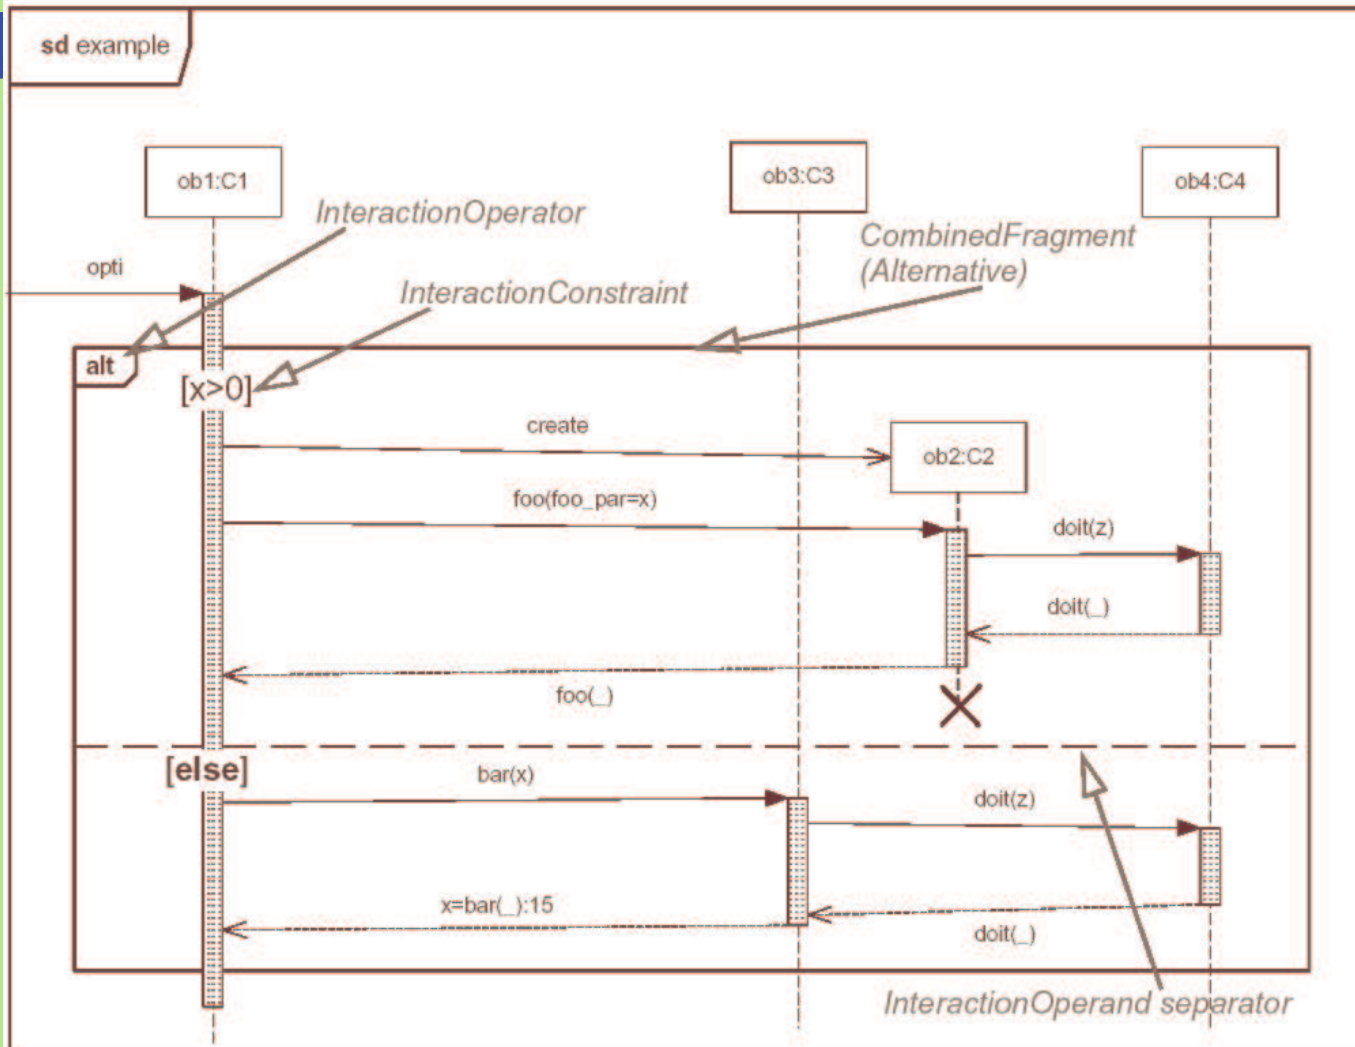 sd example
ob1:C1
ob3:C3
ob4:C4
InteractionOperator
CombinedFragment
(Alternative)
opti
InteractionConstraint
alt
[x>0]
create
ob2:C2
foo(foo_par=x)
doit(z)
doit(_)
foo(_)
[else]
bar(x)
doit(z)
x=bar(_):15
doit(_)
InteractionOperand separator